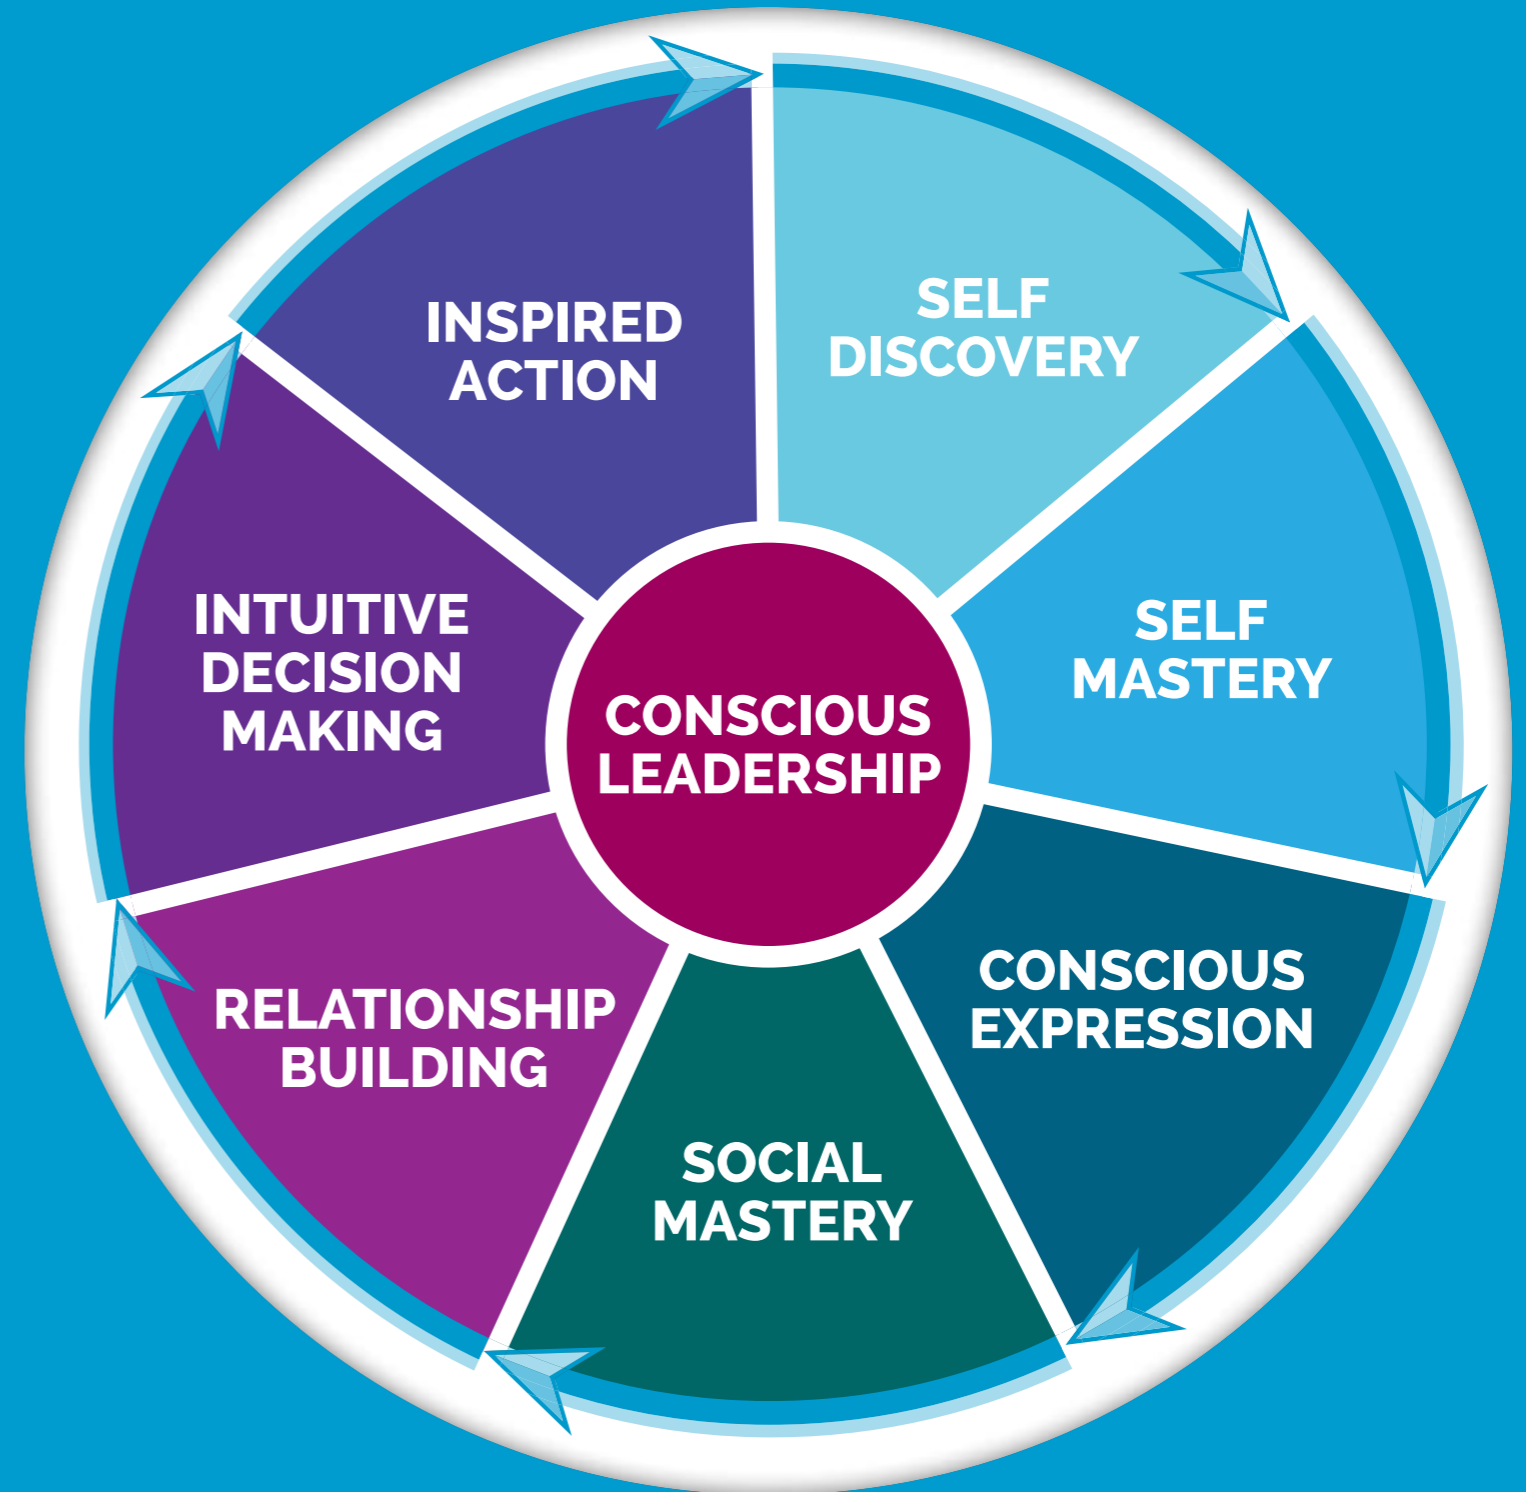 INSPIRED
ACTION
SELF
DISCOVERY
SELF
MASTERY
CONSCIOUS
EXPRESSION
SOCIAL
MASTERY
RELATIONSHIP
BUILDING
INTUITIVE
DECISION
MAKING
CONSCIOUS
LEADERSHIP